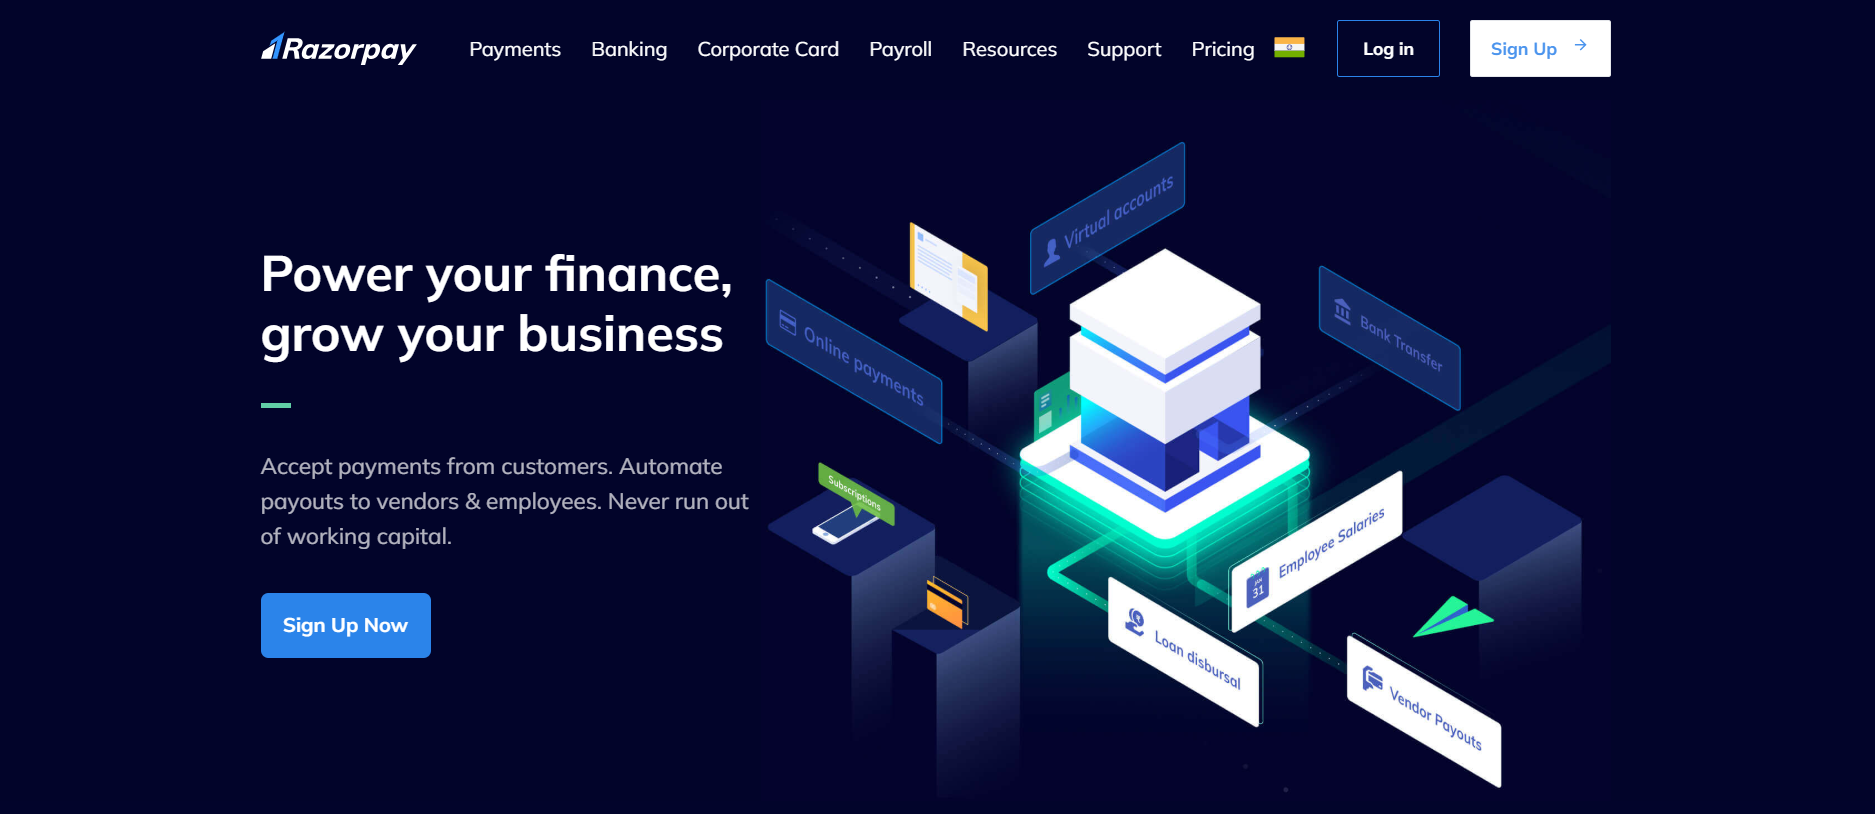 Razorpay
Payments
Banking
Corporate Card
Payroll
Resources
Support
Pricing
Log in
Sign Up
Power your finance,
grow your business
Accept payments from customers. Automate
payouts to vendors & employees. Never run out
of working capital.
Sign Up Now
Virtual accounts
Online payments
Bank Transfer
Subscriptions
Employee Salaries
JAN
31
Loan disbursal
Vendor Payouts